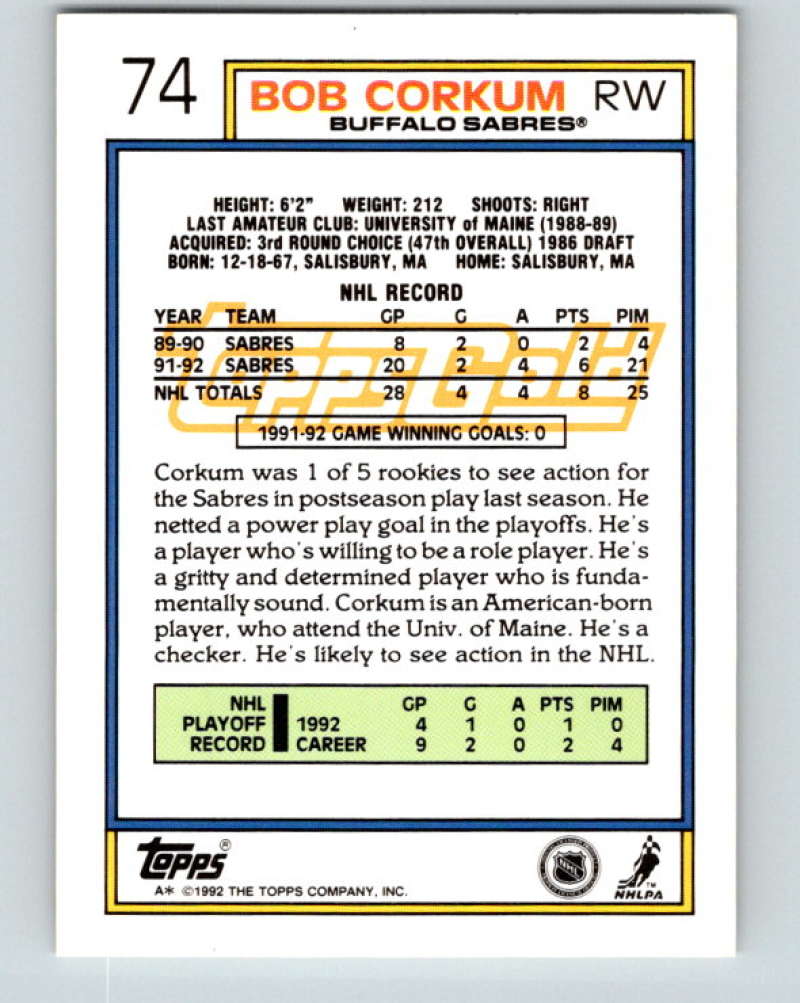 74 BOB CORKUM RW
BUFFALO SABRES®
HEIGHT: 6'2" WEIGHT: 212 SHOOTS: RIGHT
LAST AMATEUR CLUB: UNIVERSITY of MAINE (1988-89)
ACQUIRED: 3rd ROUND CHOICE (47th OVERALL) 1986 DRAFT
BORN: 12-18-67, SALISBURY, MA HOME: SALISBURY, MA
NHL RECORD
YEAR TEAM GP G A PTS PIM
89-90 SABRES 8 2 0 2 4
91-92 SABRES 20 2 4 6 21
NHL TOTALS 28 4 4 8 25
ToppsGold
1991-92 GAME WINNING GOALS: 0
Corkum was 1 of 5 rookies to see action for
the Sabres in postseason play last season. He
netted a power play goal in the playoffs. He's
a player who's willing to be a role player. He's
a gritty and determined player who is funda-
mentally sound. Corkum is an American-born
player, who attend the Univ. of Maine. He's a
checker. He's likely to see action in the NHL.
NHL GP G A PTS PIM
PLAYOFF 1992 4 1 0 1 0
RECORD CAREER 9 2 0 2 4
TOPPS®
A* ©1992 THE TOPPS COMPANY, INC.
NHL
TM
NHLPA